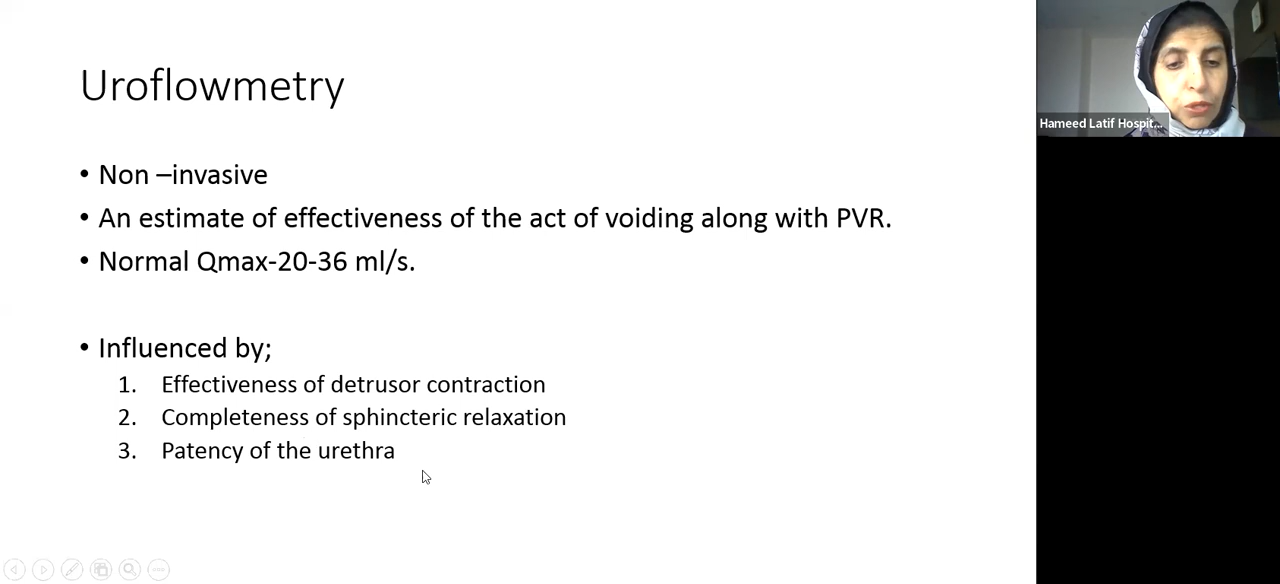 Uroflowmetry
• Non –invasive
• An estimate of effectiveness of the act of voiding along with PVR.
• Normal Qmax-20-36 ml/s.
• Influenced by;
1. Effectiveness of detrusor contraction
2. Completeness of sphincteric relaxation
3. Patency of the urethra
Hameed Latif Hospit...